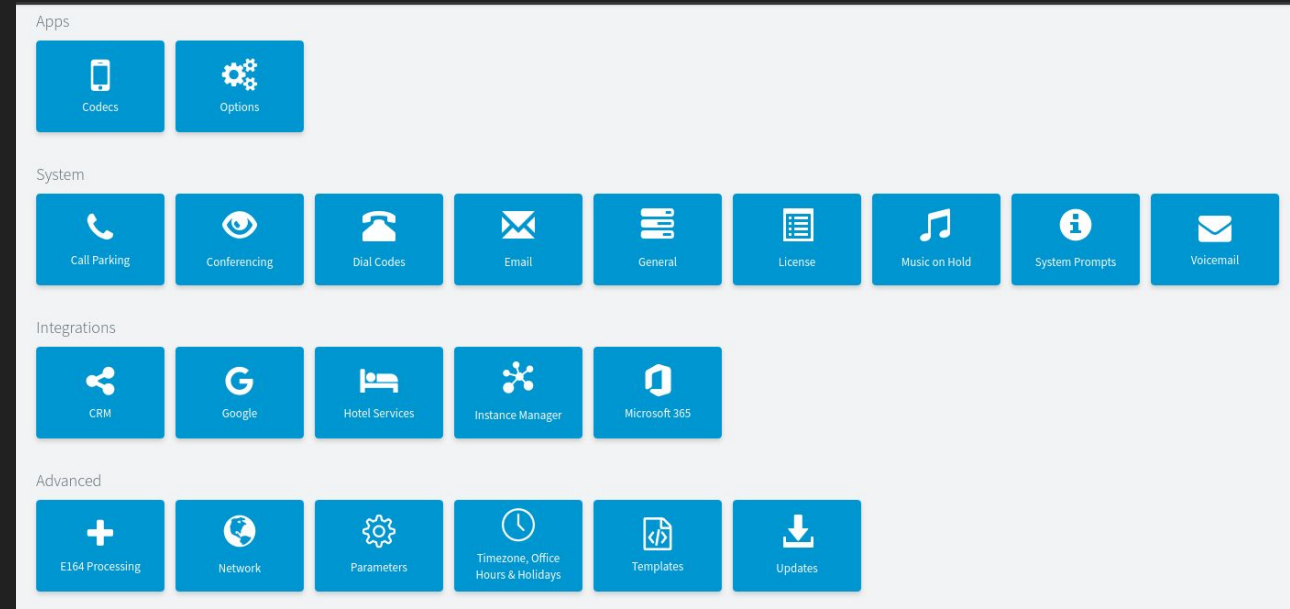 Apps
Codecs
Options
System
Call Parking
Conferencing
Dial Codes
Email
General
License
Music on Hold
System Prompts
Voicemail
Integrations
CRM
Google
Hotel Services
Instance Manager
Microsoft 365
Advanced
E164 Processing
Network
Parameters
Timezone, Office
Hours & Holidays
Templates
Updates